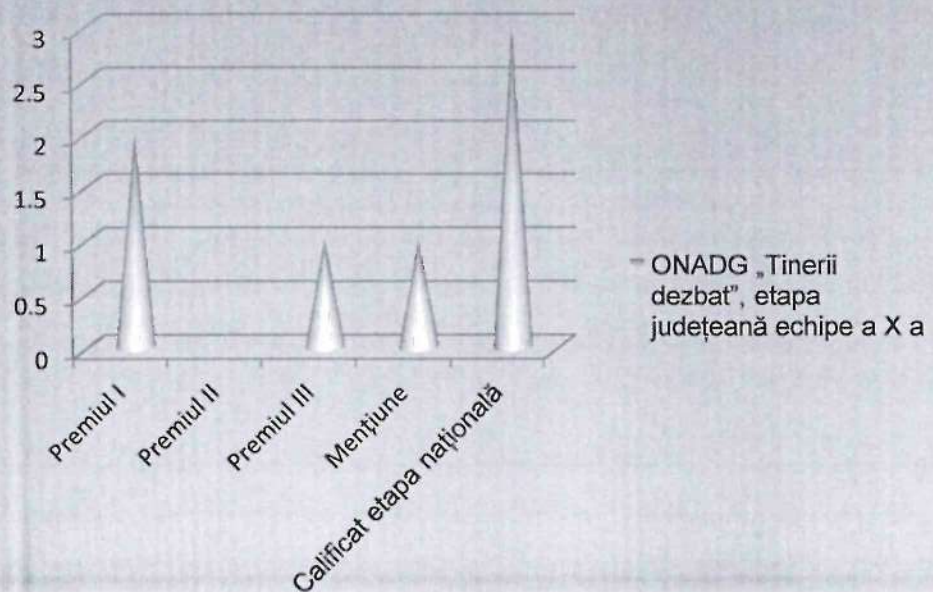 3
2.5
2
1.5
1
0.5
0
Premiul I
Premiul II
Premiul III
Mențiune
Calificat etapa națională
ONADG „Tinerii
dezbat”, etapa
județeană echipe a X a